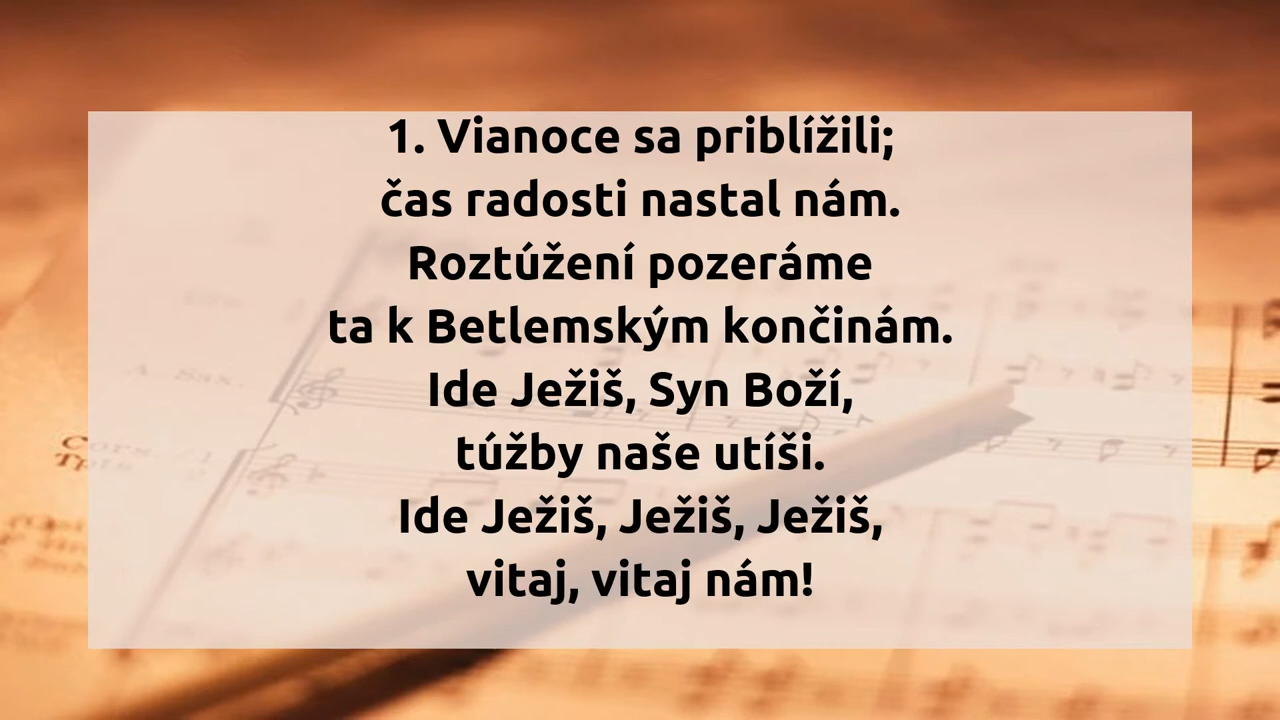 1. Vianoce sa priblížili;
čas radosti nastal nám.
Roztúžení pozeráme
ta k Betlemským končinám.
Ide Ježiš, Syn Boží,
túžby naše utíši.
Ide Ježiš, Ježiš, Ježiš,
vitaj, vitaj nám!
A. Sax.